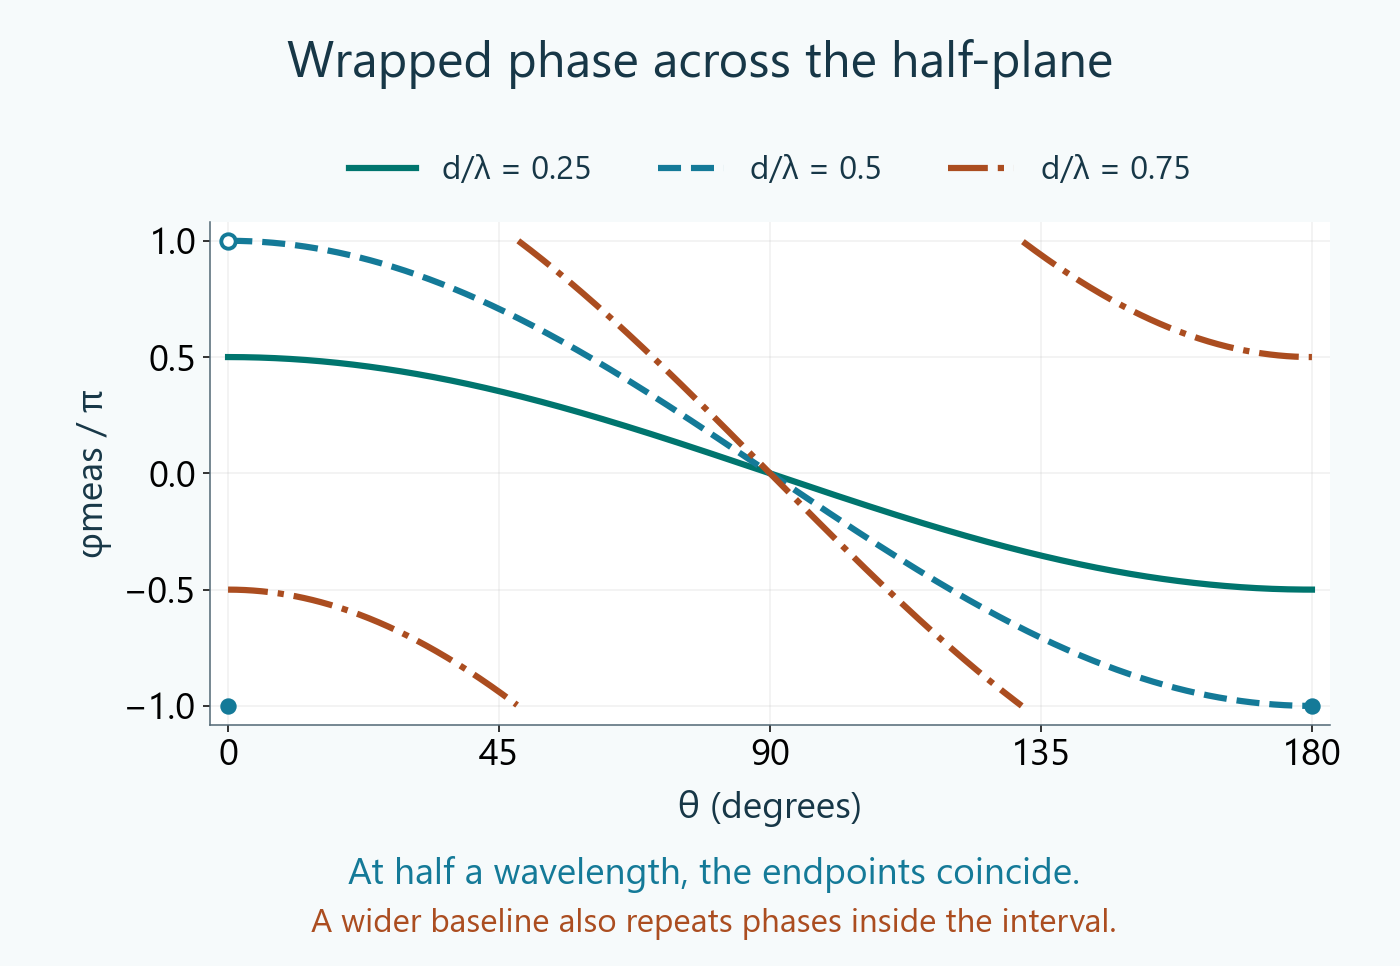 Wrapped phase across the half-plane
d/λ = 0.25 d/λ = 0.5 d/λ = 0.75
1.0
0.5
0.0
−0.5
−1.0
φmeas / π
0 45 90 135 180
θ (degrees)
At half a wavelength, the endpoints coincide.
A wider baseline also repeats phases inside the interval.